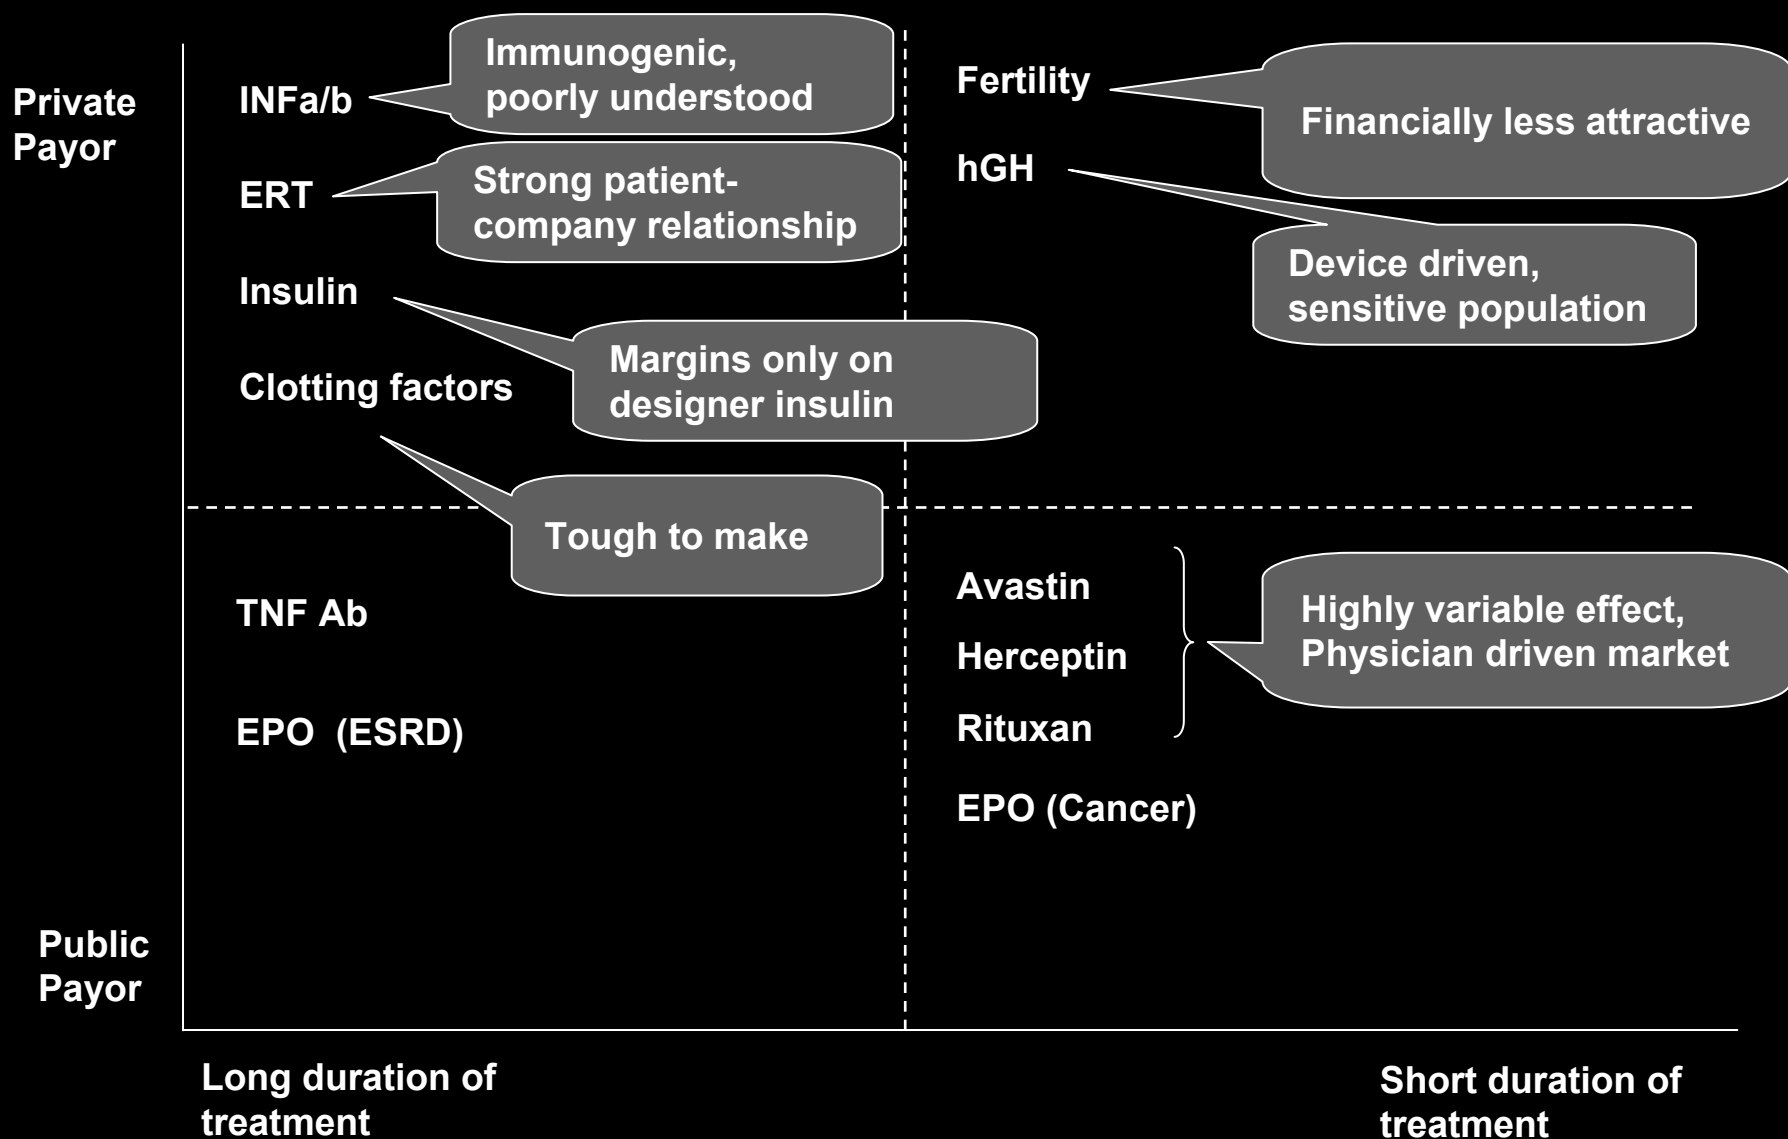 Private
Payor
INFa/b
Immunogenic,
poorly understood
ERT
Strong patient-
company relationship
Insulin
Margins only on
designer insulin
Clotting factors
Tough to make
Fertility
Financially less attractive
hGH
Device driven,
sensitive population
TNF Ab
EPO (ESRD)
Avastin
Herceptin
Rituxan
Highly variable effect,
Physician driven market
EPO (Cancer)
Public
Payor
Long duration of
treatment
Short duration of
treatment